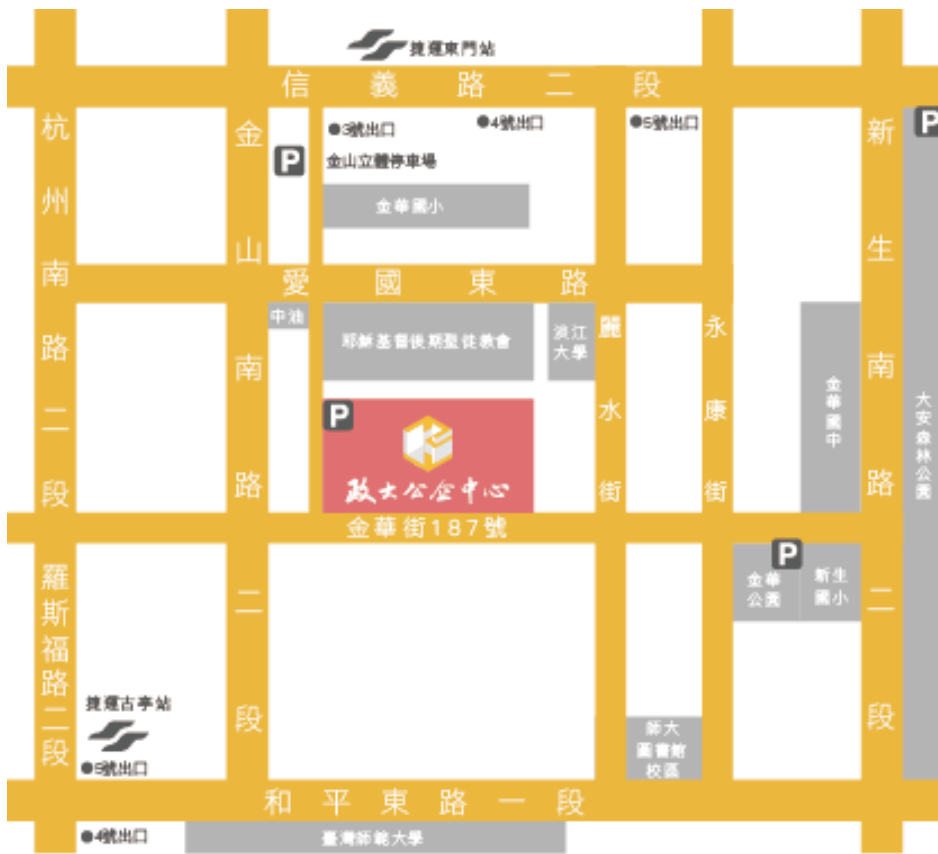 捷運東門站
信義路二段
3號出口
4號出口
5號出口
P
P
金山立體停車場
金華國小
杭州南路二段
金山南路二段
新生南路二段
愛國東路
中油
耶穌基督後期聖徒教會
淡江
大學
麗水街
永康街
金華國中
大安森林公園
P
政大公企中心
金華街187號
P
金華
公園
新生
國小
羅斯福路二段
捷運古亭站
5號出口
師大
圖書館
校區
和平東路一段
4號出口
臺灣師範大學